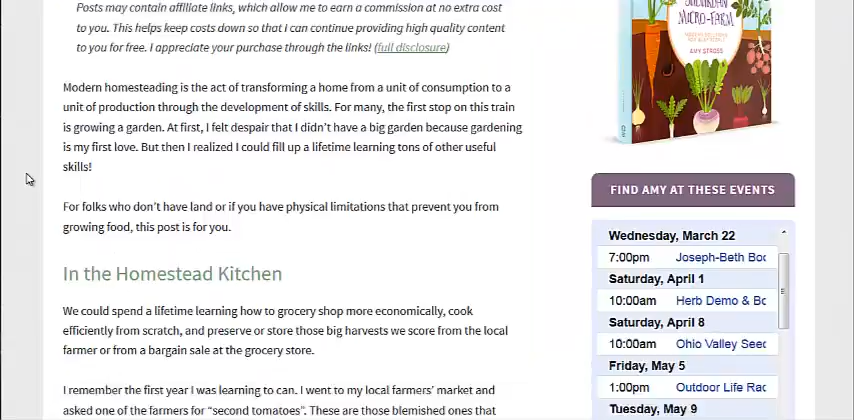 Posts may contain affiliate links, which allow me to earn a commission at no extra cost
to you. This helps keep costs down so that I can continue providing high quality content
to you for free. I appreciate your purchase through the links! (full disclosure)
Modern homesteading is the act of transforming a home from a unit of consumption to a
unit of production through the development of skills. For many, the first stop on this train
is growing a garden. At first, I felt despair that I didn't have a big garden because gardening
is my first love. But then I realized I could fill up a lifetime learning tons of other useful
skills!
For folks who don't have land or if you have physical limitations that prevent you from
growing food, this post is for you.
In the Homestead Kitchen
We could spend a lifetime learning how to grocery shop more economically, cook
efficiently from scratch, and preserve or store those big harvests we score from the local
farmer or from a bargain sale at the grocery store.
I remember the first year I was learning to can. I went to my local farmers' market and
asked one of the farmers for "second tomatoes". These are those blemished ones that
MICRO-FARM
AMY STROSS
FIND AMY AT THESE EVENTS
Wednesday, March 22
7:00pm Joseph-Beth Boo
Saturday, April 1
10:00am Herb Demo & Bo
Saturday, April 8
10:00am Ohio Valley Seed
Friday, May 5
1:00pm Outdoor Life Rad
Tuesday, May 9